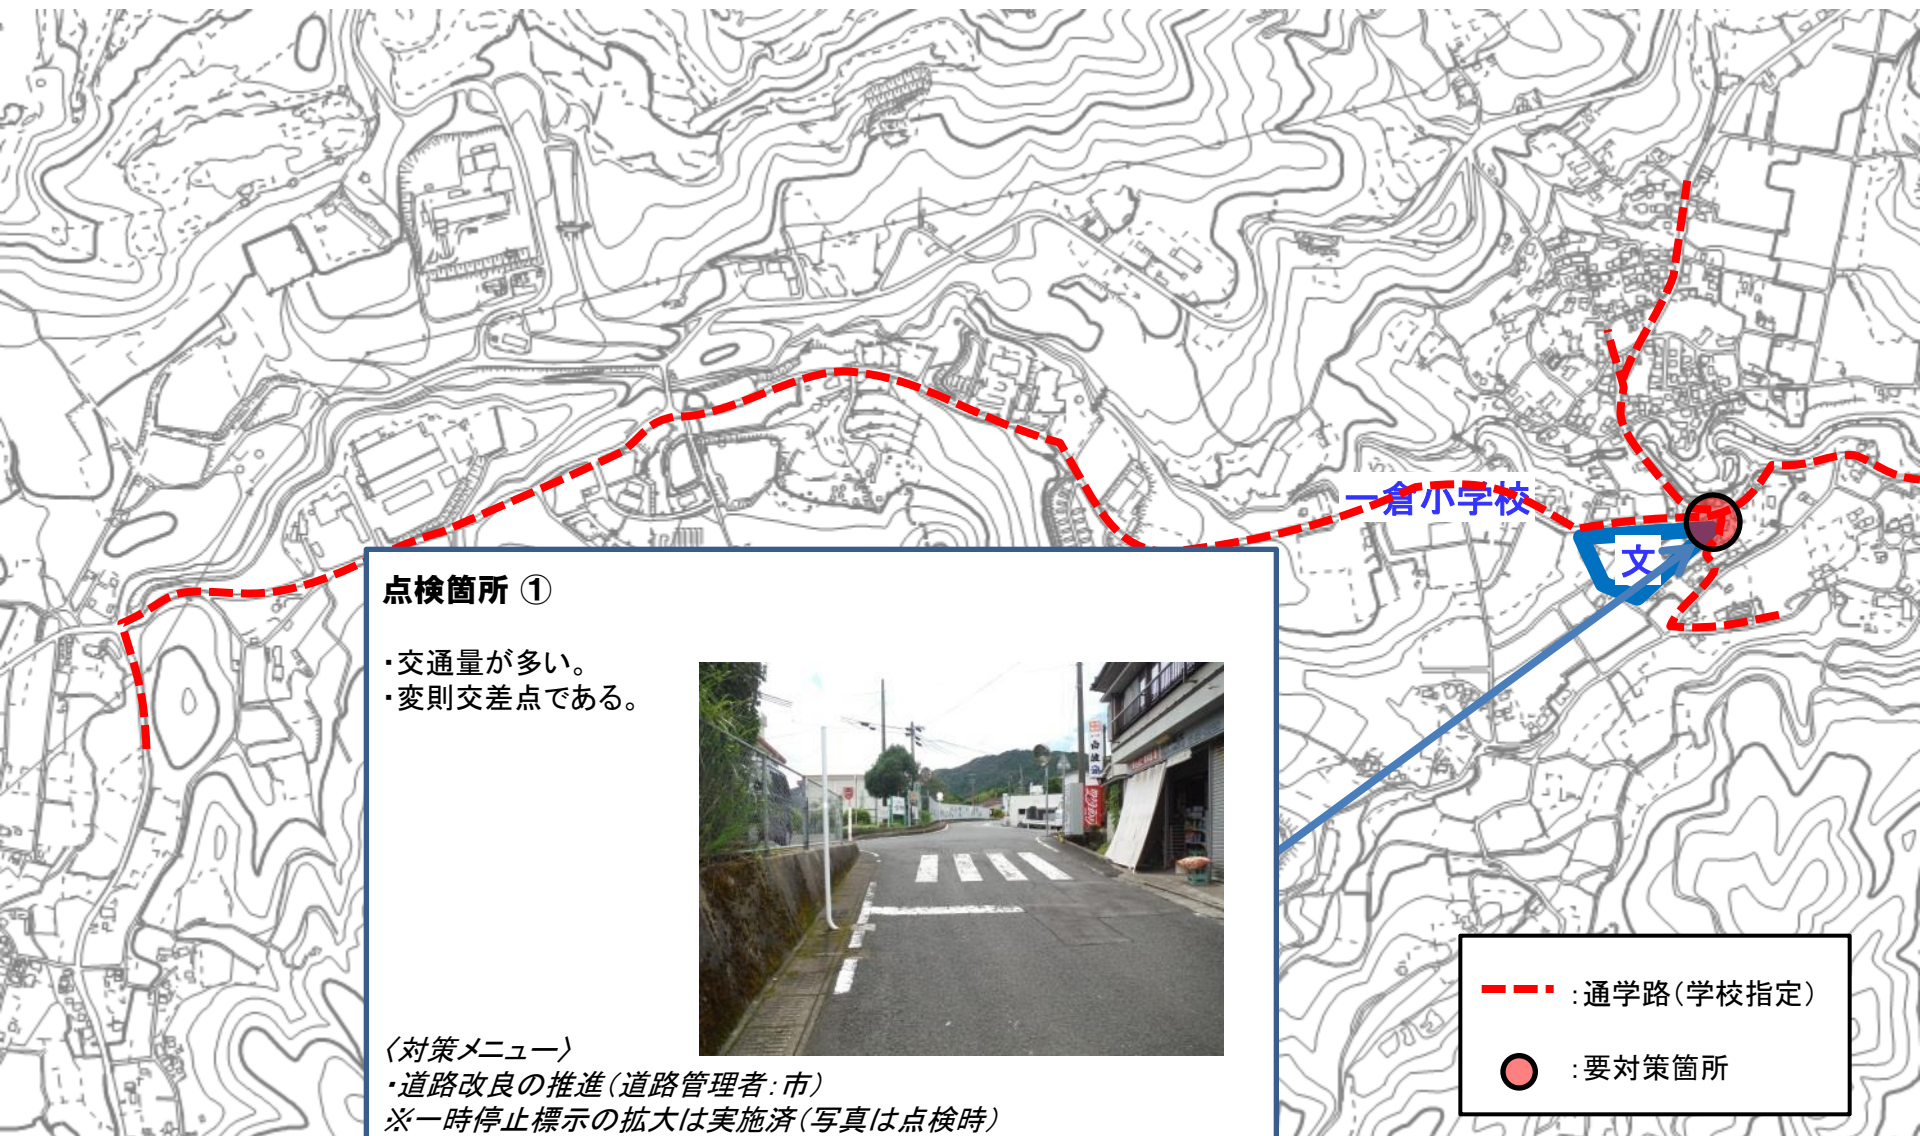 一倉小学校
文
点検箇所 ①
・交通量が多い。
・変則交差点である。
〈対策メニュー〉
・道路改良の推進(道路管理者:市)
※一時停止標示の拡大は実施済(写真は点検時)
:通学路(学校指定)
:要対策箇所